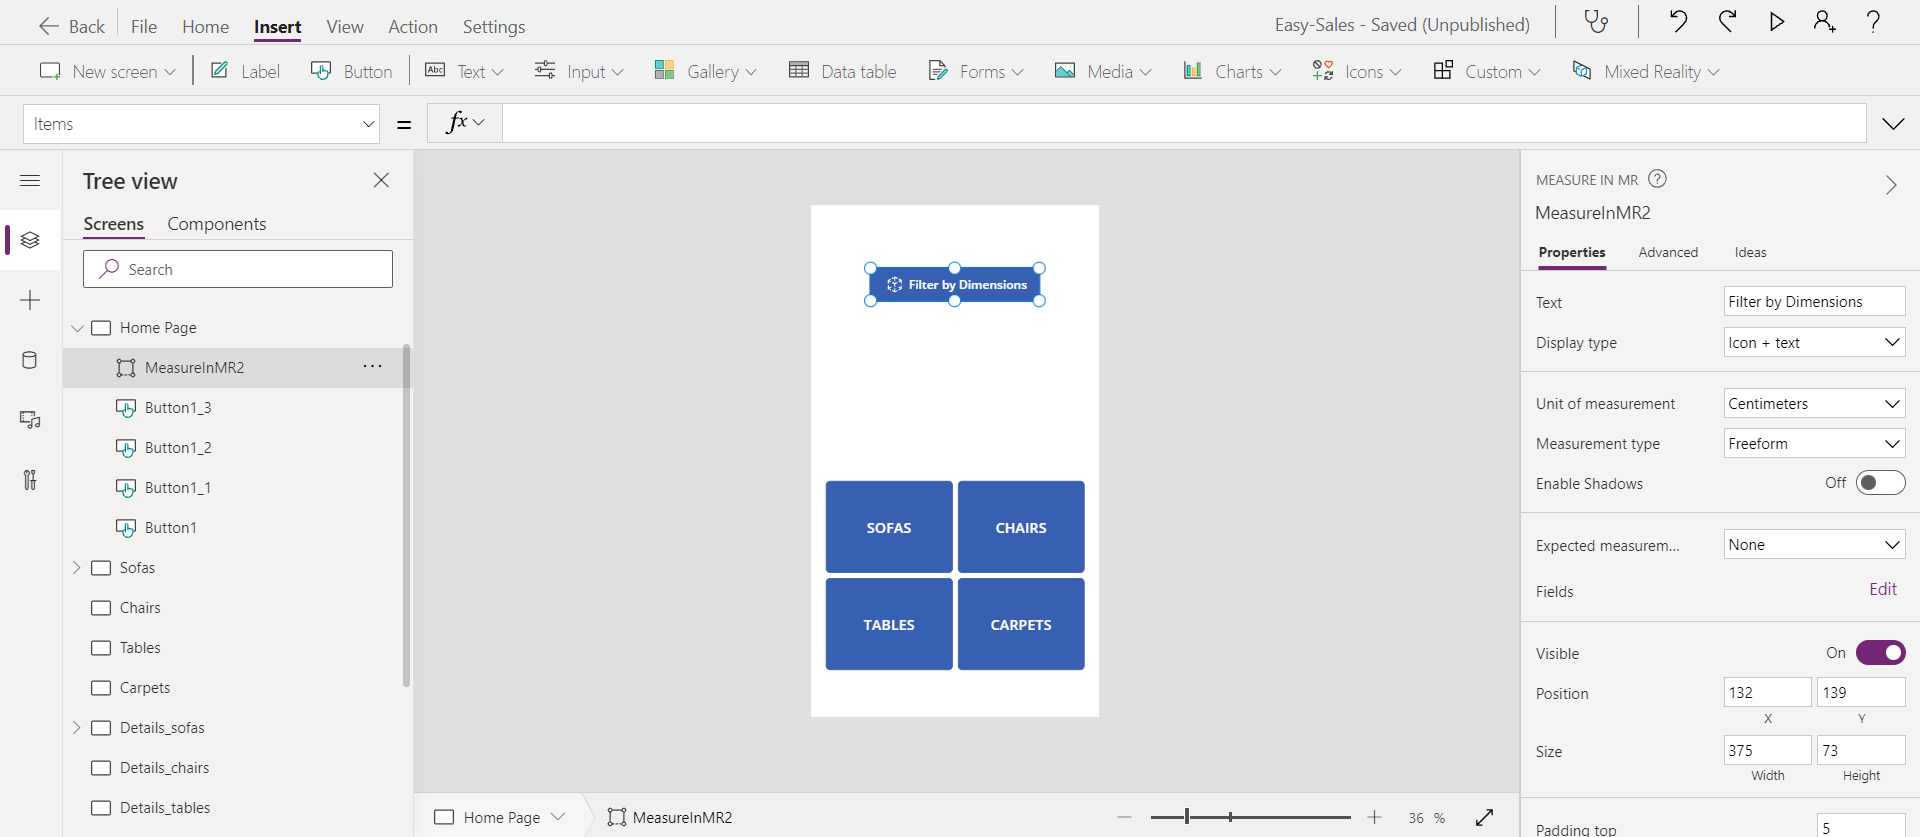 Back File Home Insert View Action Settings Easy-Sales - Saved (Unpublished)
New screen Label Button Abc Text Input Gallery Data table Forms Media Charts Icons Custom Mixed Reality
Items = fx
Tree view
Screens Components
Search
Home Page
MeasureInMR2 ...
Button1_3
Button1_2
Button1_1
Button1
Sofas
Chairs
Tables
Carpets
Details_sofas
Details_chairs
Details_tables
Filter by Dimensions
SOFAS CHAIRS
TABLES CARPETS
Home Page MeasureInMR2 36 %
MEASURE IN MR ?
MeasureInMR2
Properties Advanced Ideas
Text Filter by Dimensions
Display type Icon + text
Unit of measurement Centimeters
Measurement type Freeform
Enable Shadows Off
Expected measurem... None
Fields Edit
Visible On
Position 132 139
X Y
Size 375 73
Width Height
Padding top 5